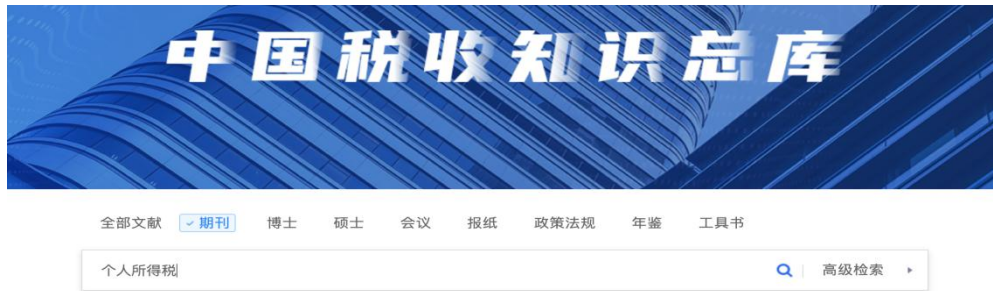 中国税收知识总库
全部文献 期刊 博士 硕士 会议 报纸 政策法规 年鉴 工具书
个人所得税 高级检索